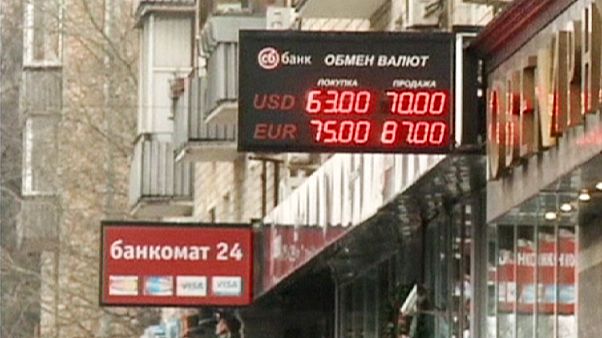 сб банк ОБМЕН ВАЛЮТ
ПОКУПКА ПРОДАЖА
USD 63.00 70.00
EUR 75.00 87.00
банкомат 24
VISA VISA